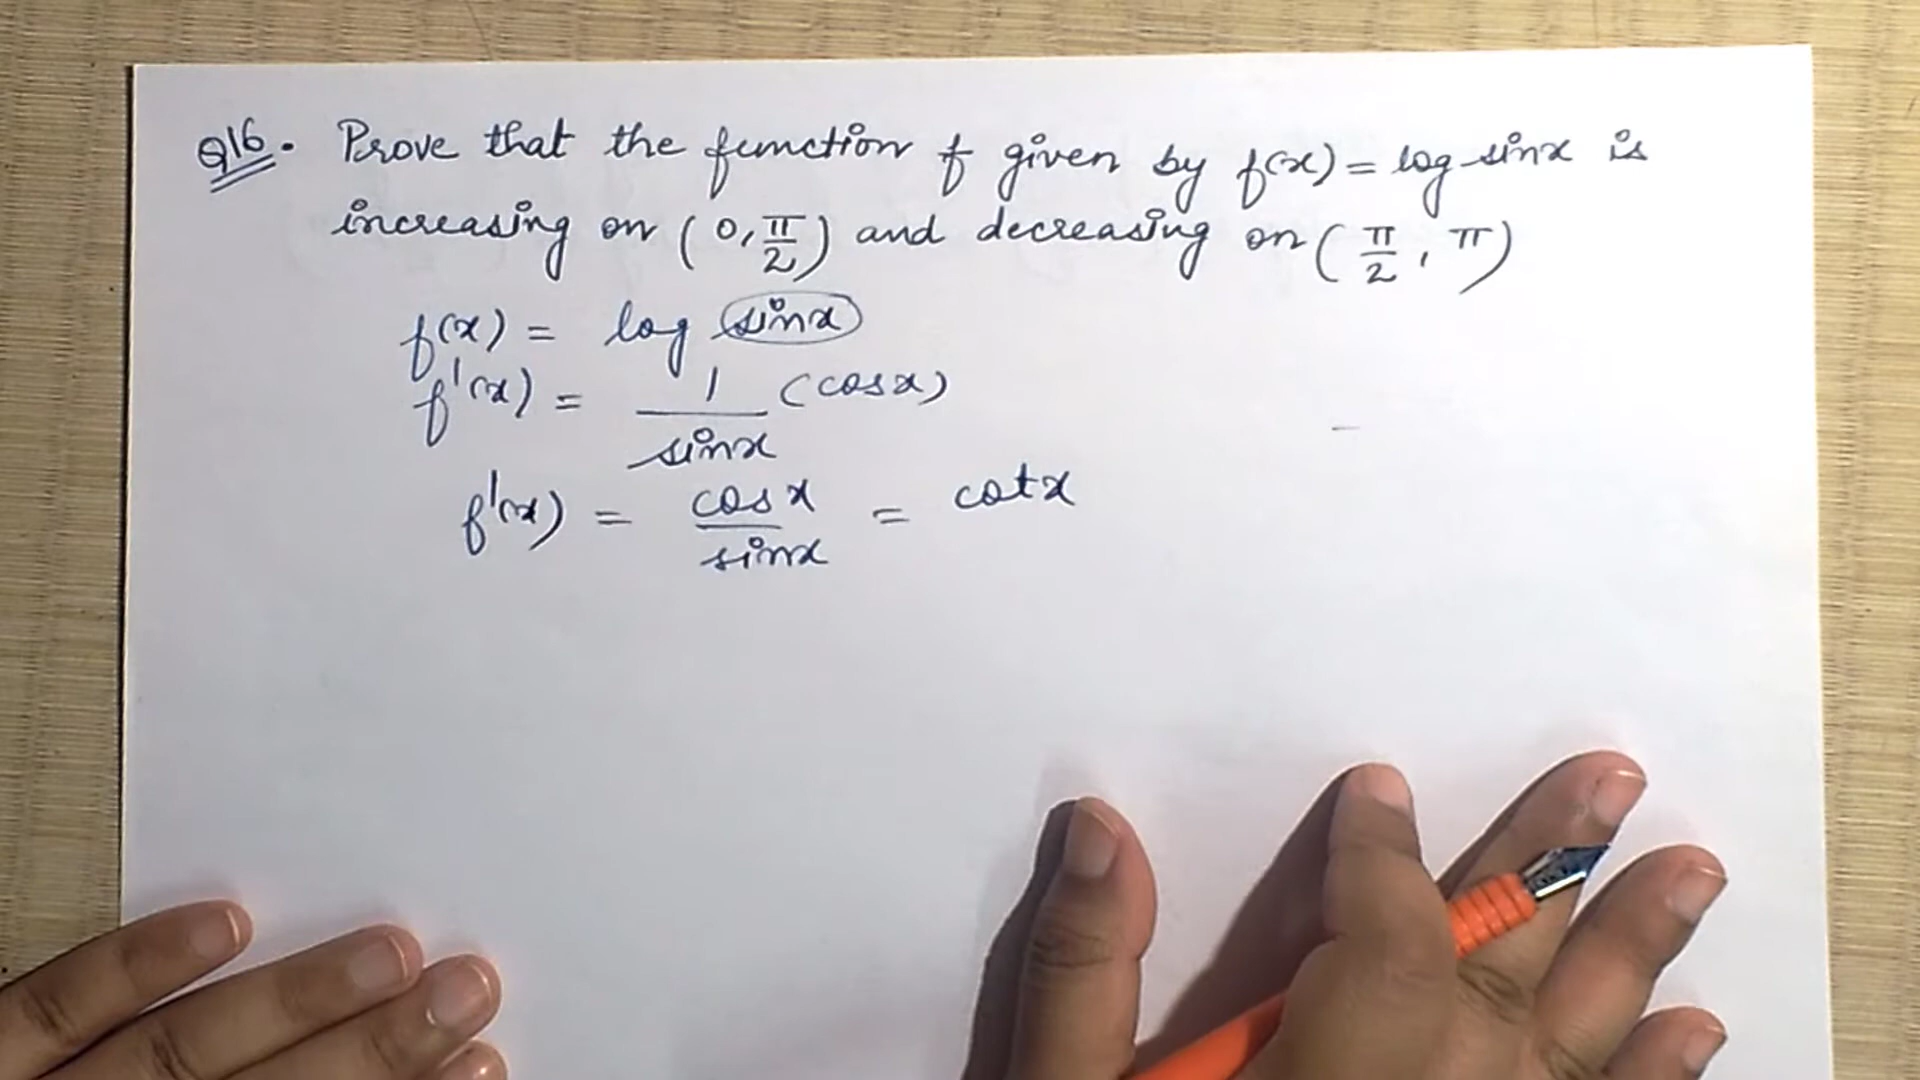 Q16. Prove that the function f given by f(x) = log sinx is
increasing on (0, π/2) and decreasing on (π/2, π)
f(x) = log sinx
f'(x) = 1/sinx (cosx)
f'(x) = cosx/sinx = cotx